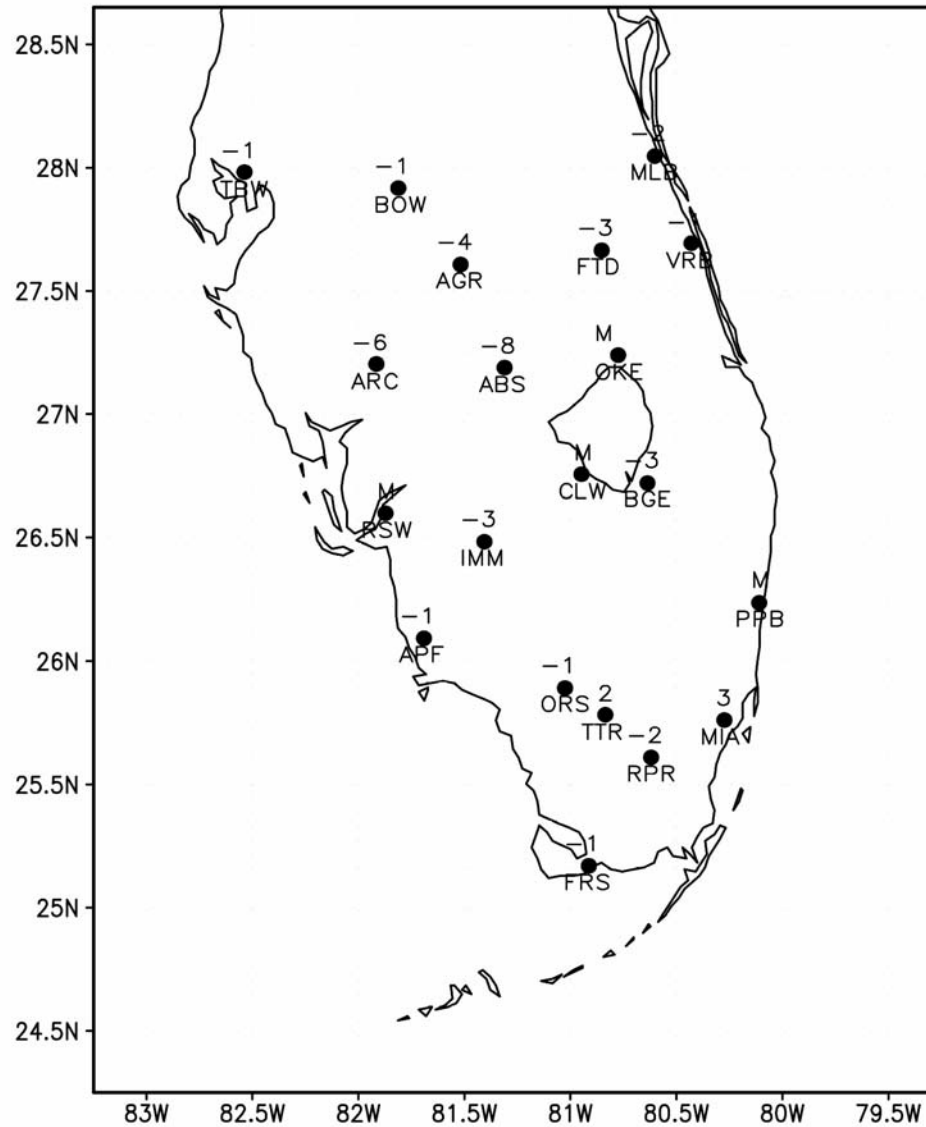 28.5N
-2
MLB
28N
-1
TBW
-1
BOW
VRB
-4
AGR
-3
FTD
27.5N
-6
ARC
-8
ABS
M
OKE
27N
M
CLW
-3
BGE
M
RSW
26.5N
-3
IMM
M
PPB
-1
APF
26N
-1
ORS
2
TTR
3
MIA
-2
RPR
25.5N
-1
FRS
25N
24.5N
83W 82.5W 82W 81.5W 81W 80.5W 80W 79.5W